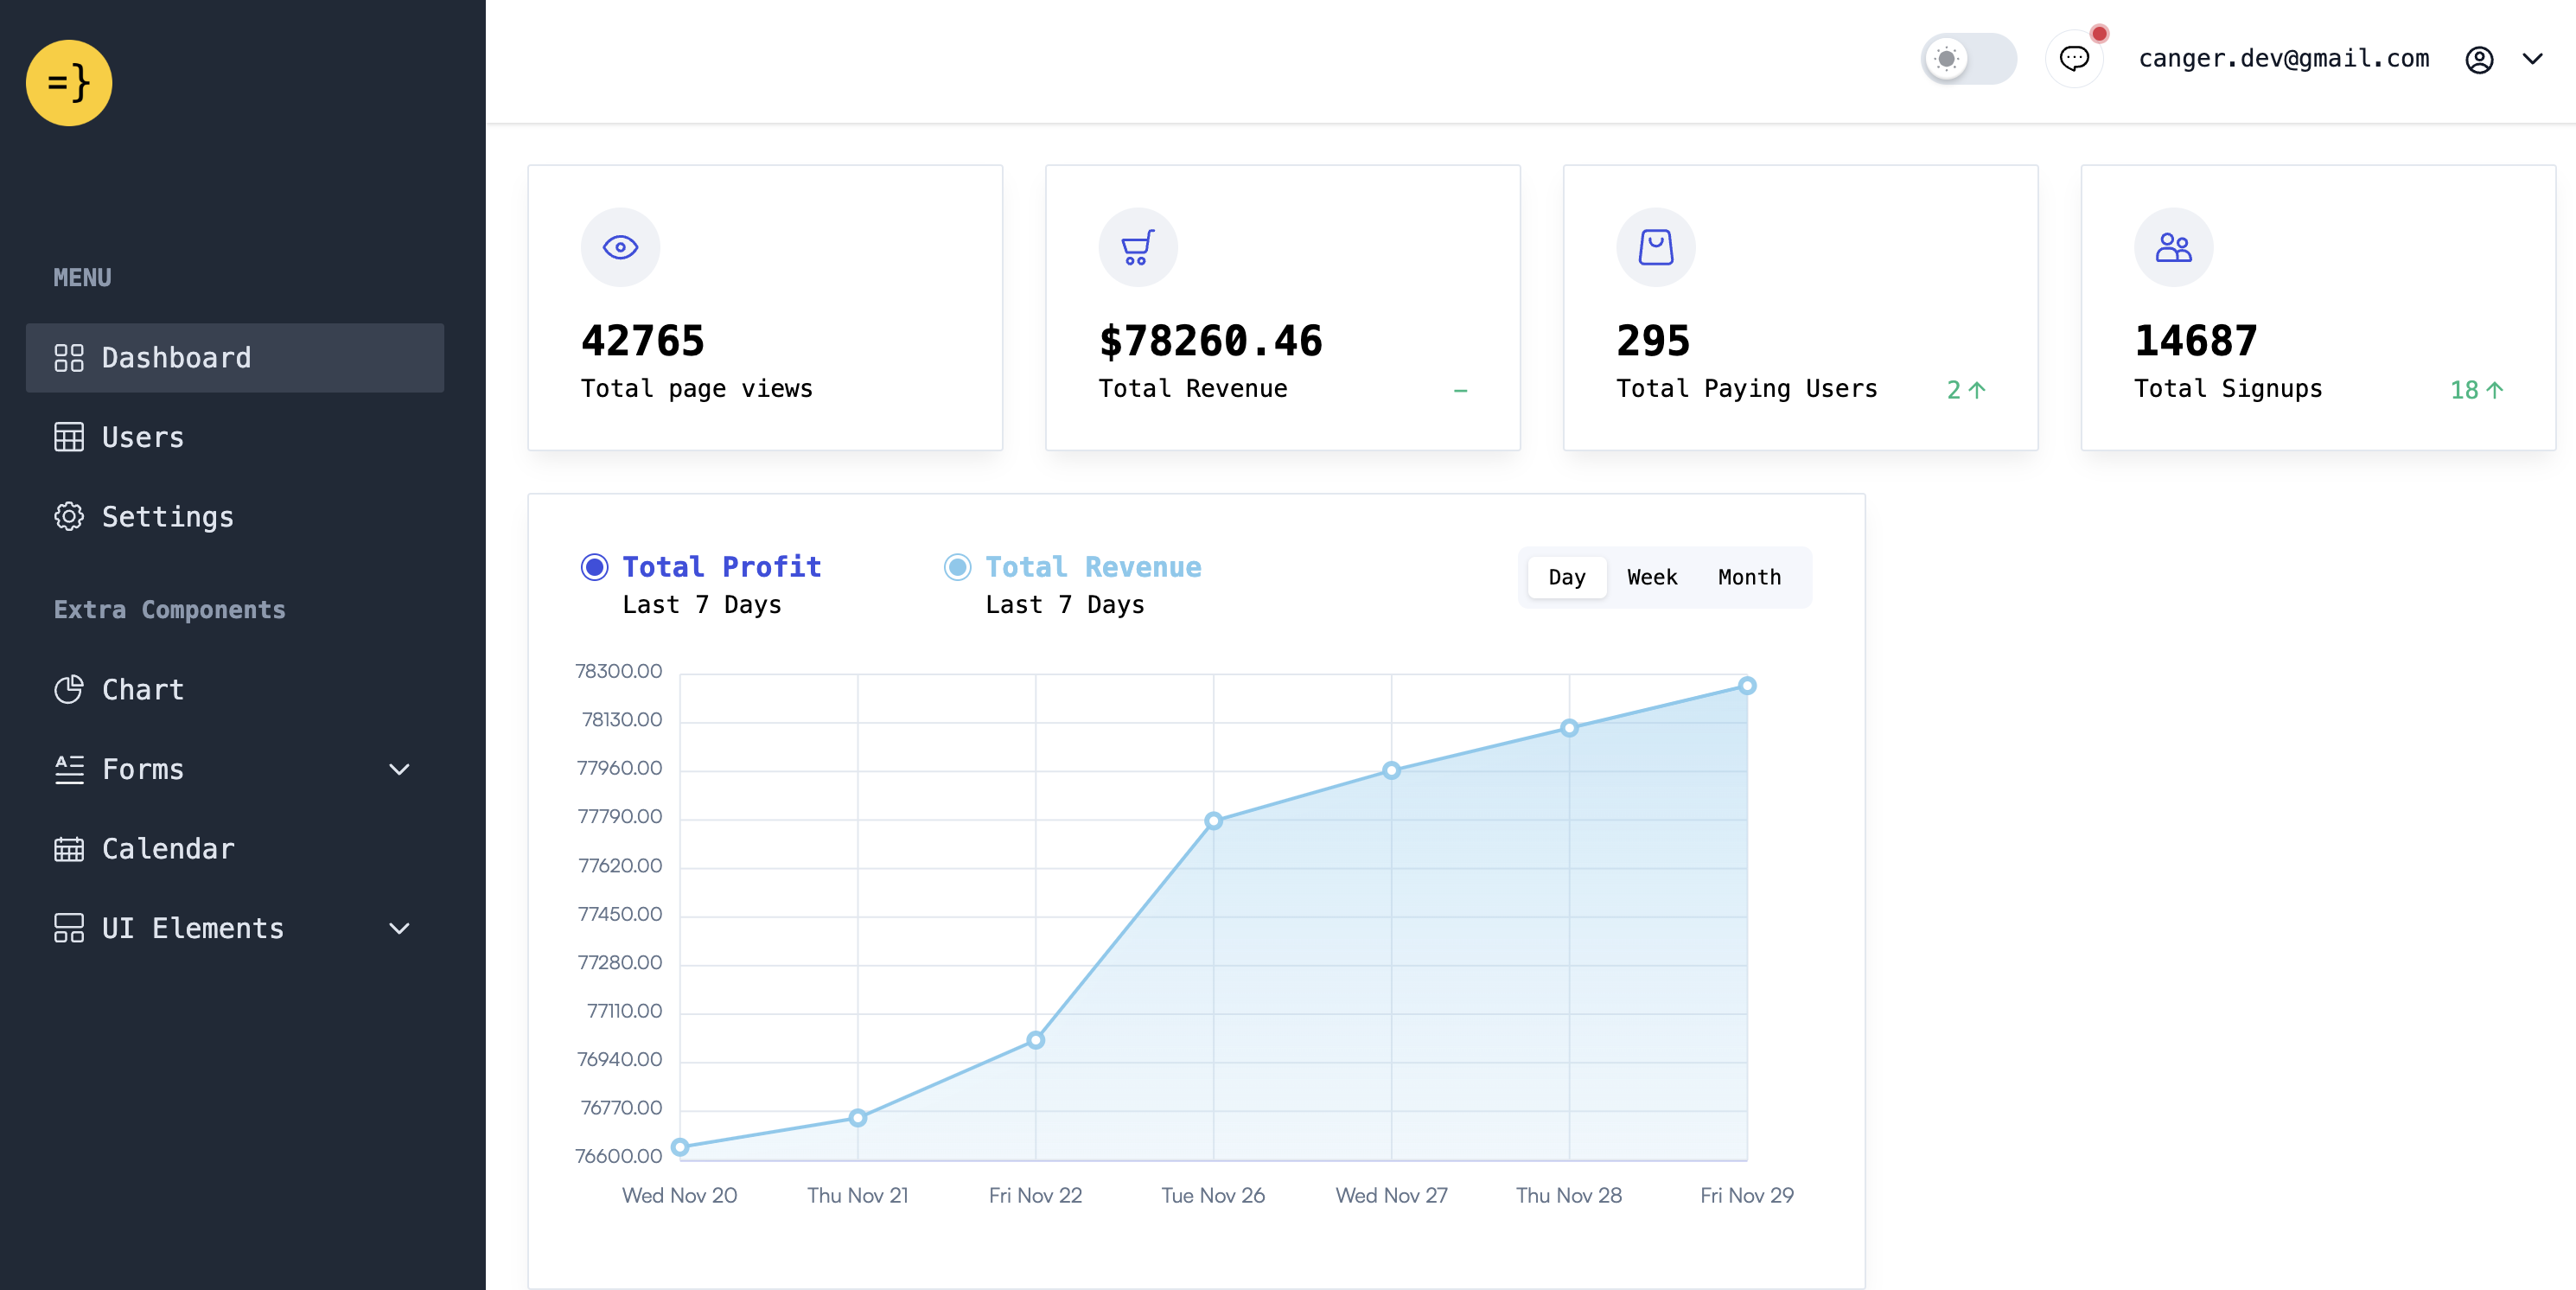 =}
canger.dev@gmail.com
MENU
Dashboard
Users
Settings
Extra Components
Chart
Forms
Calendar
UI Elements
42765
Total page views
$78260.46
Total Revenue
–
295
Total Paying Users
2↑
14687
Total Signups
18↑
Total Profit
Last 7 Days
Total Revenue
Last 7 Days
Day Week Month
78300.00
78130.00
77960.00
77790.00
77620.00
77450.00
77280.00
77110.00
76940.00
76770.00
76600.00
Wed Nov 20 Thu Nov 21 Fri Nov 22 Tue Nov 26 Wed Nov 27 Thu Nov 28 Fri Nov 29